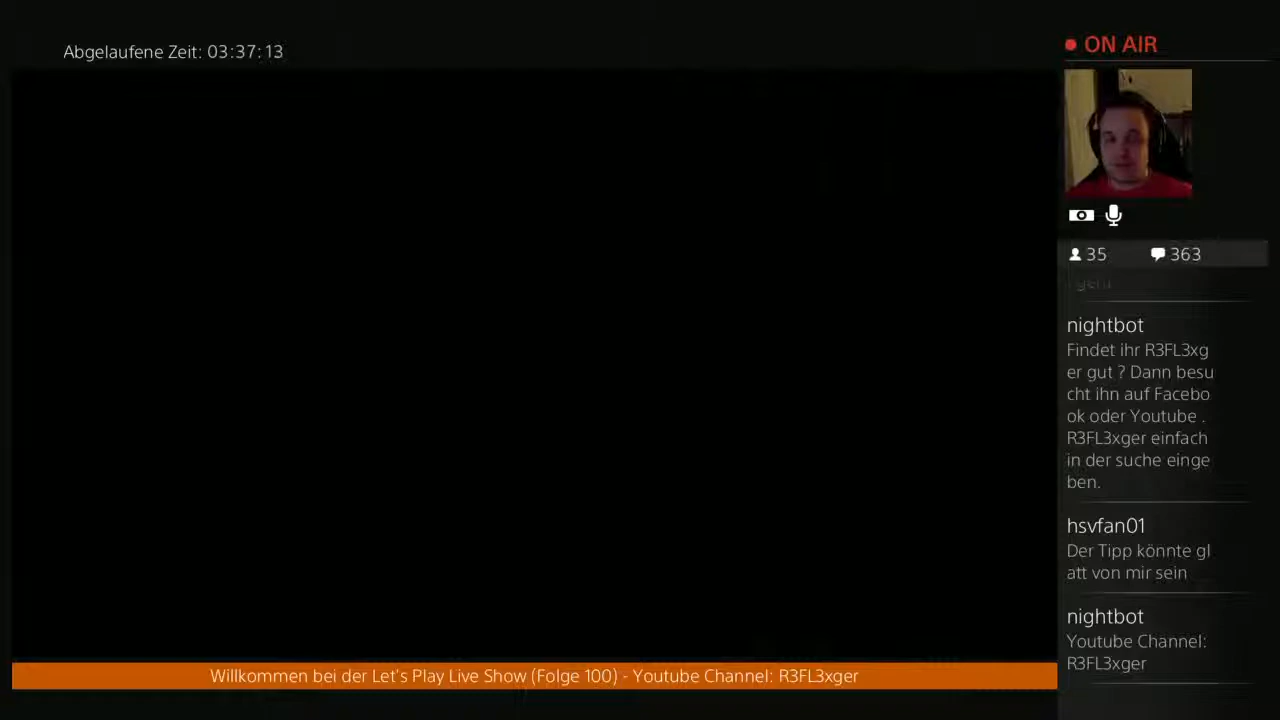 Abgelaufene Zeit: 03:37:13
ON AIR
35 363
nightbot
Findet ihr R3FL3xg
er gut ? Dann besu
cht ihn auf Facebo
ok oder Youtube .
R3FL3xger einfach
in der suche einge
ben.
hsvfan01
Der Tipp könnte gl
att von mir sein
nightbot
Youtube Channel:
R3FL3xger
Willkommen bei der Let's Play Live Show (Folge 100) - Youtube Channel: R3FL3xger